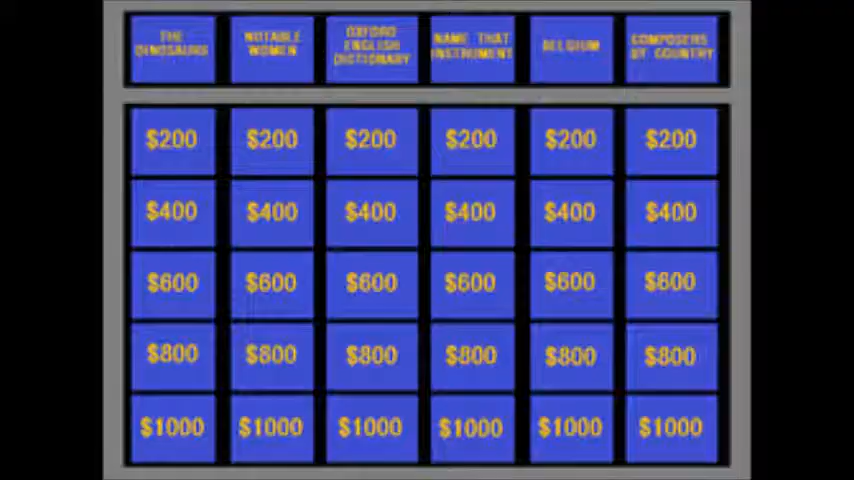 THE
DINOSAURS
NOTABLE
WOMEN
OXFORD
ENGLISH
DICTIONARY
NAME THAT
INSTRUMENT
BELGIUM
COMPOSERS
BY COUNTRY
$200 $200 $200 $200 $200 $200
$400 $400 $400 $400 $400 $400
$600 $600 $600 $600 $600 $600
$800 $800 $800 $800 $800 $800
$1000 $1000 $1000 $1000 $1000 $1000